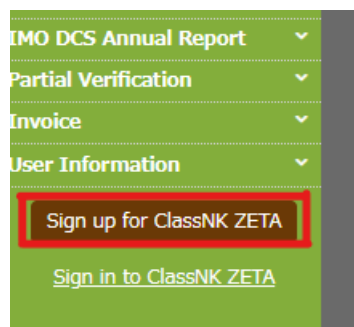 IMO DCS Annual Report
Partial Verification
Invoice
User Information
Sign up for ClassNK ZETA
Sign in to ClassNK ZETA